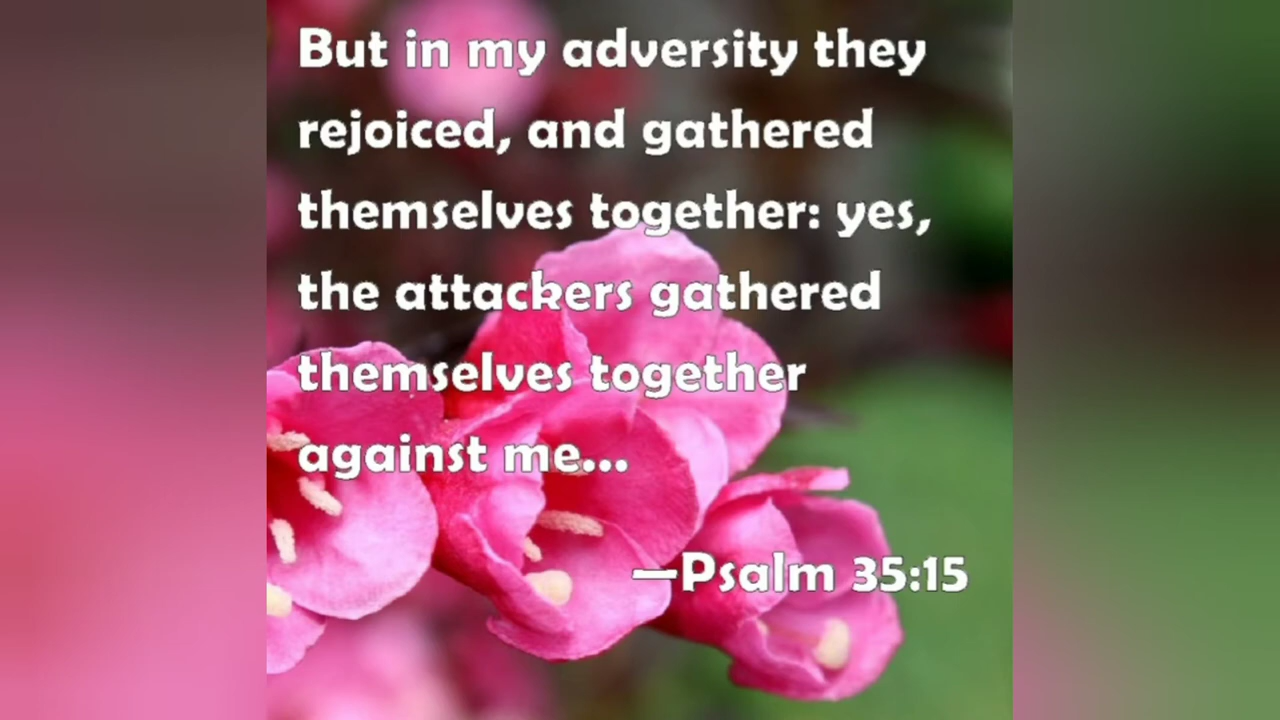 But in my adversity they
rejoiced, and gathered
themselves together: yes,
the attackers gathered
themselves together
against me...
—Psalm 35:15